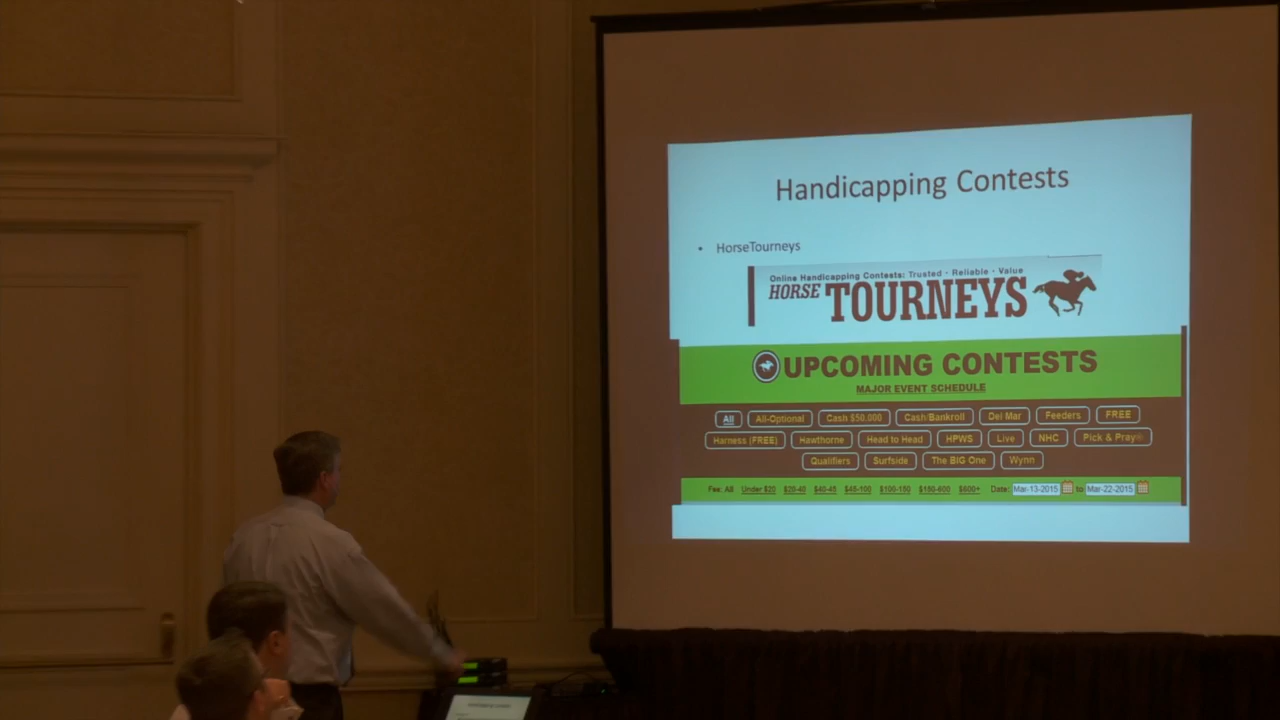 Handicapping Contests
• HorseTourneys
Online Handicapping Contests: Trusted - Reliable - Value
HORSE TOURNEYS
UPCOMING CONTESTS
MAJOR EVENT SCHEDULE
All All-Optional Cash $50,000 Cash/Bankroll Del Mar Feeders FREE
Harness (FREE) Hawthorne Head to Head HPWS Live NHC Pick & Pray®
Qualifiers Surfside The BIG One Wynn
Fee: All Under $20 $20-40 $40-45 $45-100 $100-150 $150-600 $600+ Date: Mar-13-2015 to Mar-22-2015